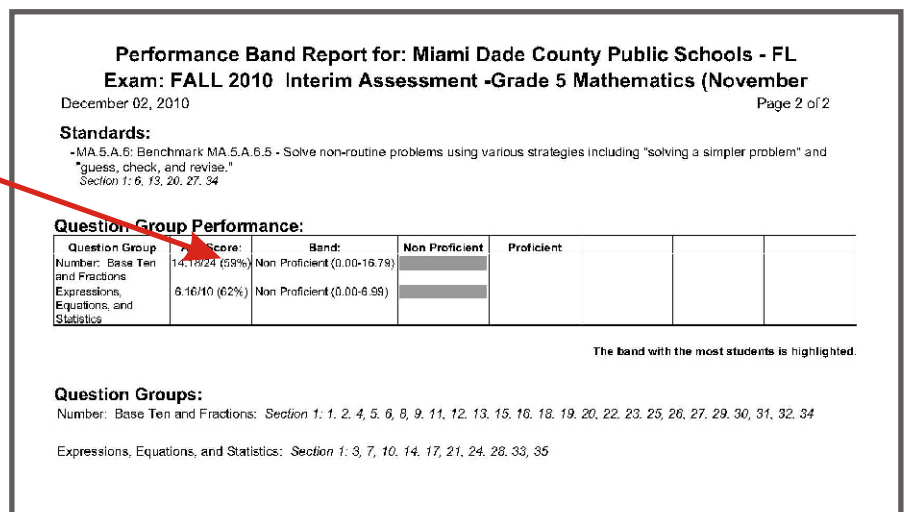 Performance Band Report for: Miami Dade County Public Schools - FL
Exam: FALL 2010 Interim Assessment -Grade 5 Mathematics (November
December 02, 2010 Page 2 of 2
Standards:
-MA.5.A.6: Benchmark MA.5.A.6.5 - Solve non-routine problems using various strategies including "solving a simpler problem" and
"guess, check, and revise."
Section 1: 6, 13, 20. 27. 34
Question Group Performance:
Question Group Score: Band: Non Proficient Proficient
Number: Base Ten 14.18/24 (59%) Non Proficient (0.00-16.79)
and Fractions
Expressions, 6.16/10 (62%) Non Proficient (0.00-6.99)
Equations, and
Statistics
The band with the most students is highlighted.
Question Groups:
Number: Base Ten and Fractions: Section 1: 1. 2. 4, 5. 6, 8, 9. 11, 12. 13. 15, 16. 18. 19. 20, 22. 23. 25, 26, 27. 29. 30, 31, 32. 34
Expressions, Equations, and Statistics: Section 1: 3, 7, 10. 14. 17, 21, 24. 28. 33, 35